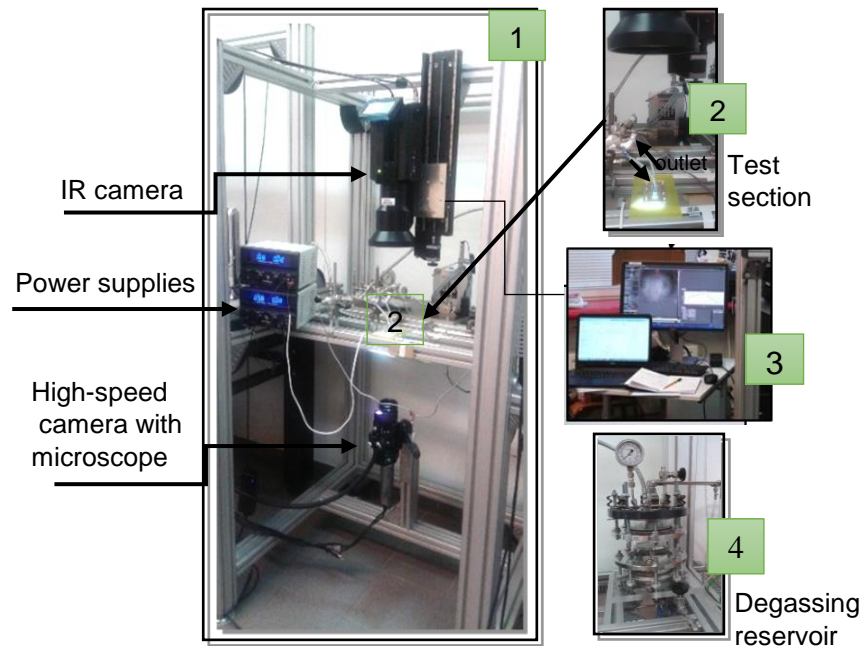 1
IR camera
Power supplies
High-speed
camera with
microscope
2
2
outlet
Test
section
3
4
Degassing
reservoir